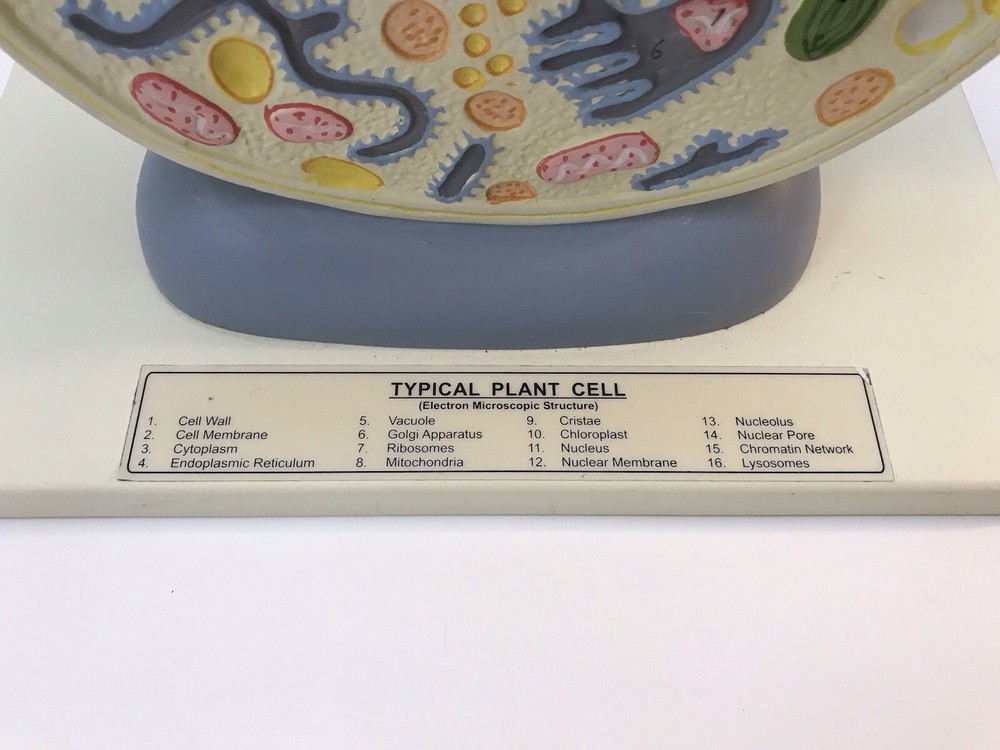 6
TYPICAL PLANT CELL
(Electron Microscopic Structure)
1. Cell Wall 5. Vacuole 9. Cristae 13. Nucleolus
2. Cell Membrane 6. Golgi Apparatus 10. Chloroplast 14. Nuclear Pore
3. Cytoplasm 7. Ribosomes 11. Nucleus 15. Chromatin Network
4. Endoplasmic Reticulum 8. Mitochondria 12. Nuclear Membrane 16. Lysosomes